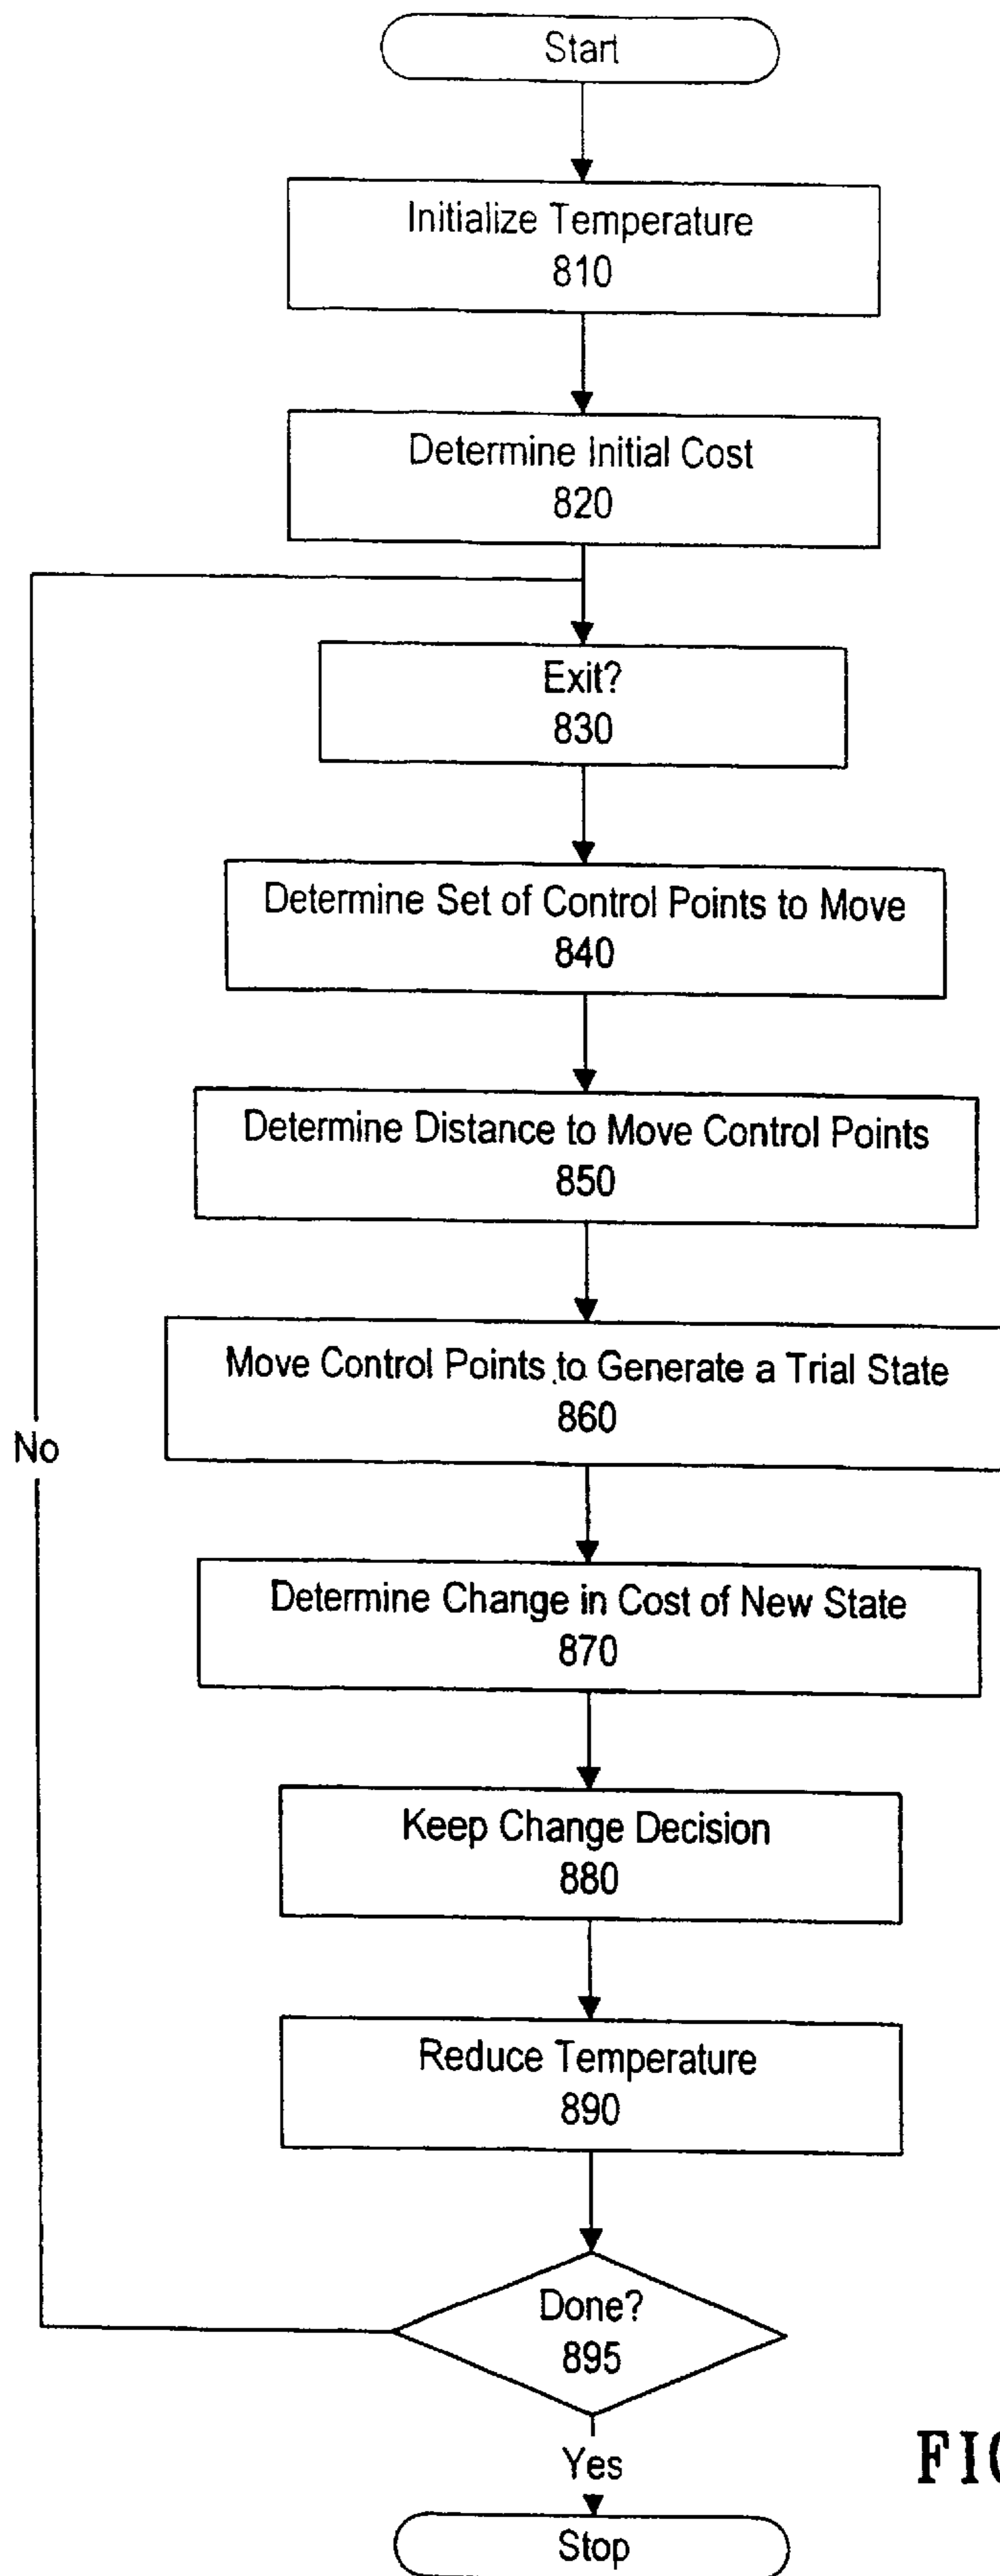 Start
Initialize Temperature
810
Determine Initial Cost
820
Exit?
830
Determine Set of Control Points to Move
840
Determine Distance to Move Control Points
850
Move Control Points to Generate a Trial State
860
No
Determine Change in Cost of New State
870
Keep Change Decision
880
Reduce Temperature
890
Done?
895
Yes
Stop